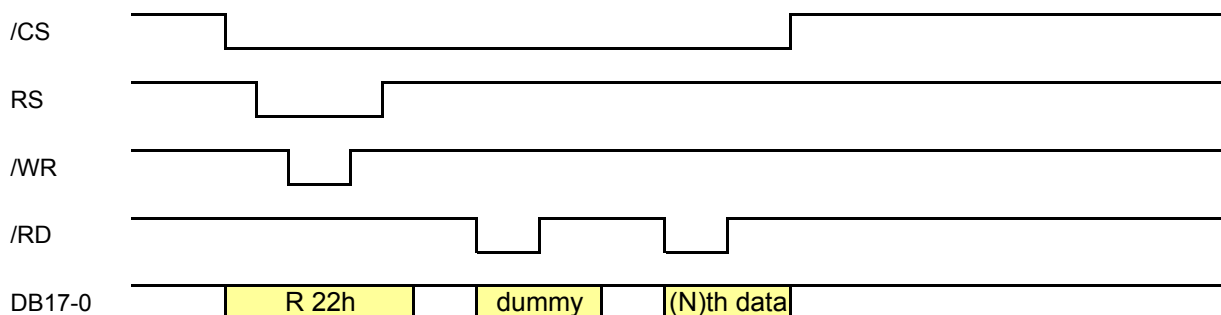 /CS
RS
/WR
/RD
DB17-0 R 22h dummy (N)th data